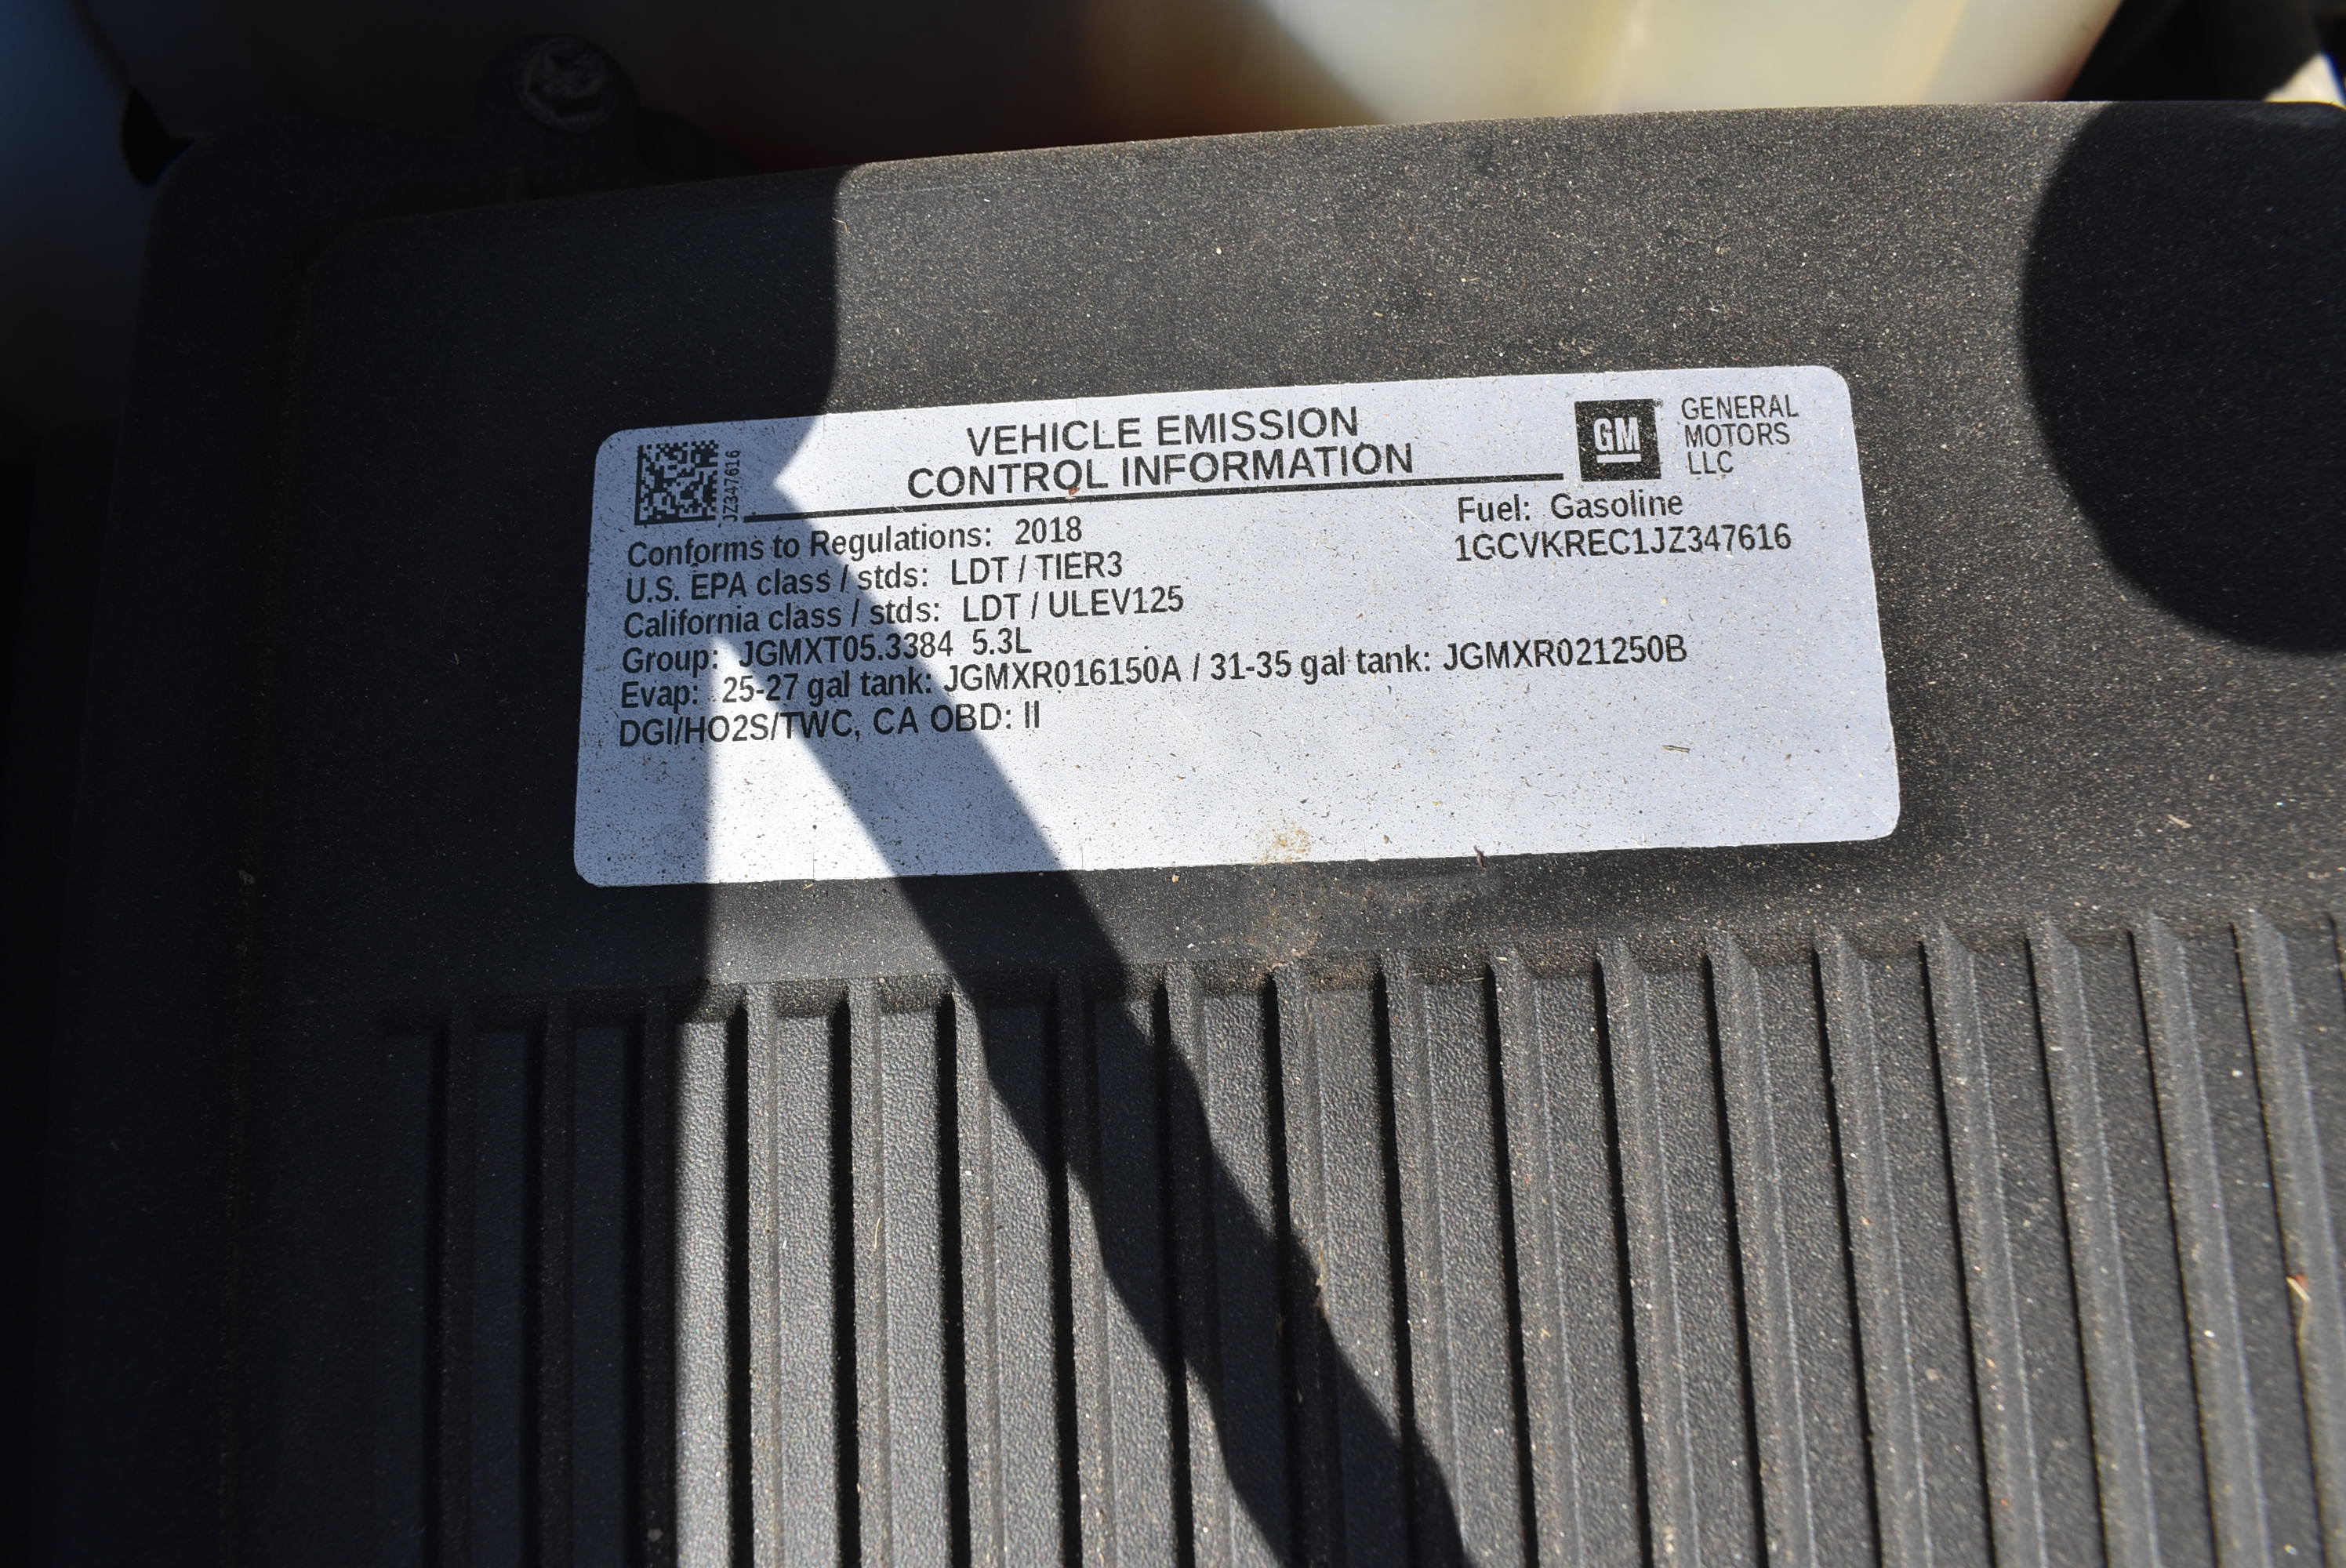 VEHICLE EMISSION
CONTROL INFORMATION
GM
GENERAL
MOTORS
LLC
JZ347616
Fuel: Gasoline
1GCVKREC1JZ347616
Conforms to Regulations: 2018
U.S. EPA class / stds: LDT / TIER3
California class / stds: LDT / ULEV125
Group: JGMXT05.3384 5.3L
Evap: 25-27 gal tank: JGMXR016150A / 31-35 gal tank: JGMXR021250B
DGI/HO2S/TWC, CA OBD: II